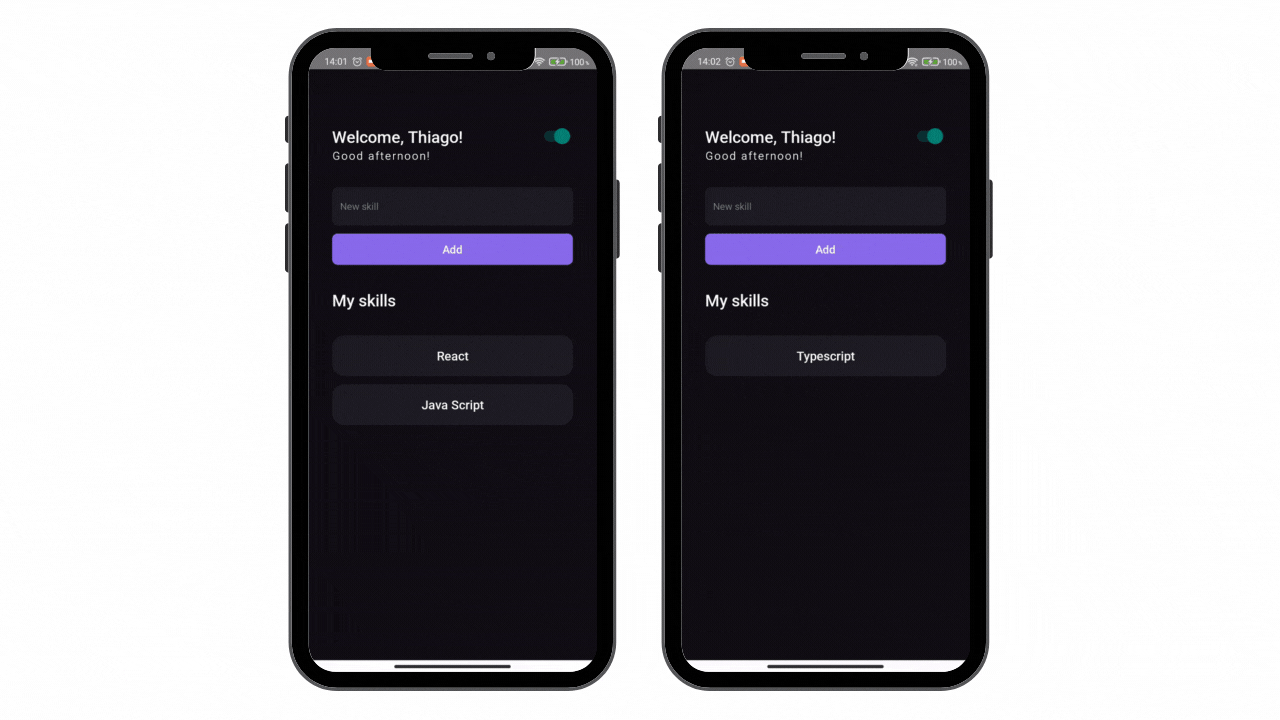 14:01 100
Welcome, Thiago!
Good afternoon!
New skill
Add
My skills
React
Java Script
14:02 100
Welcome, Thiago!
Good afternoon!
New skill
Add
My skills
Typescript